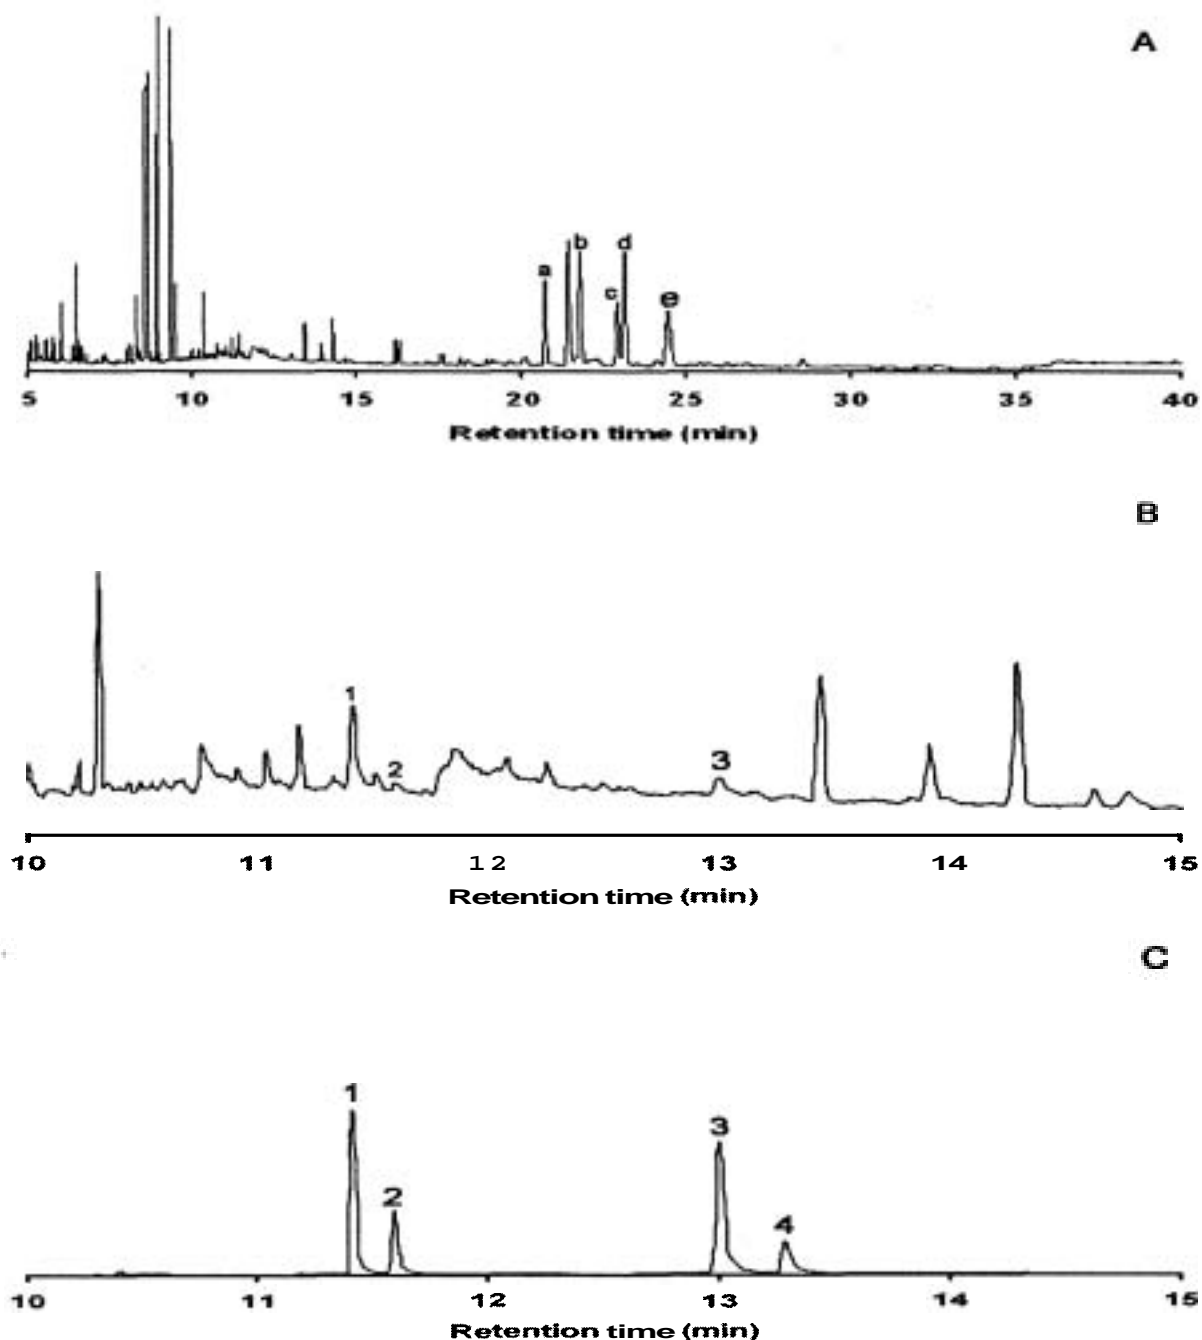 A
b d
a
c e
5 10 15 20 25 30 35 40
Retention time (min)
B
1
2 3
10 11 12 13 14 15
Retention time (min)
C
1
3
2
4
10 11 12 13 14 15
Retention time (min)